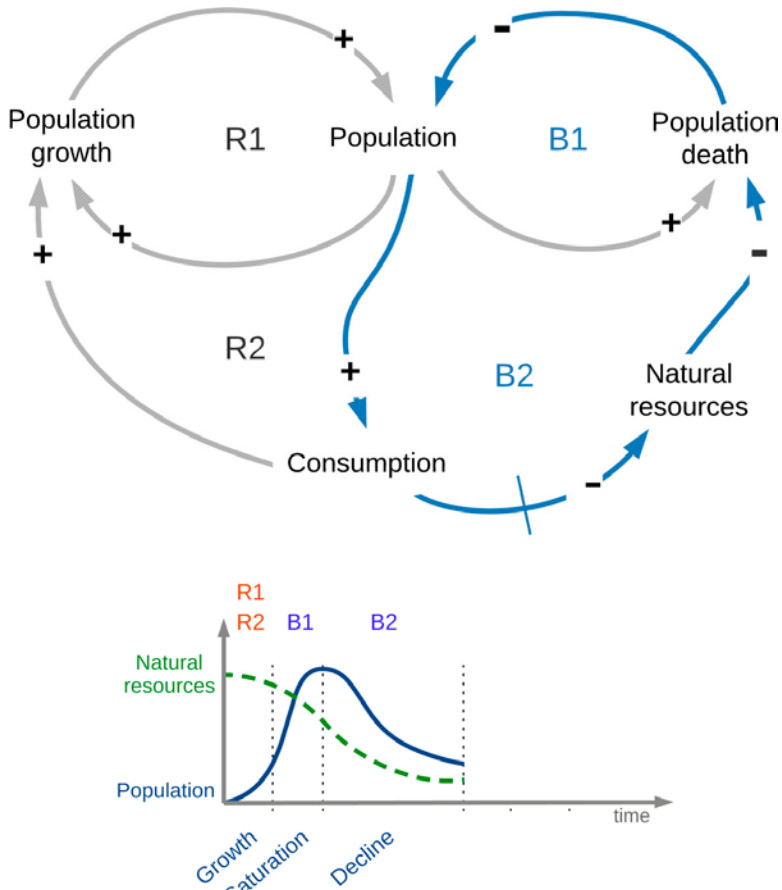 +
-
Population
growth
R1
Population
B1
Population
death
+
+
+
-
R2
+
B2
Natural
resources
Consumption
-
R1
R2
B1
B2
Natural
resources
Population
time
Growth
Saturation
Decline